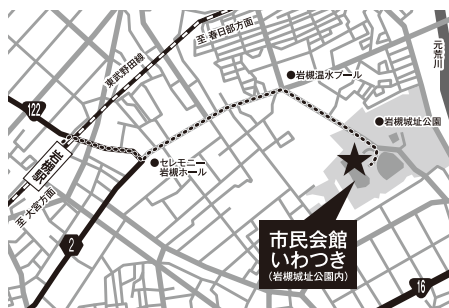 至・春日部方面
東武野田線
元荒川
●岩槻温水プール
122
●岩槻城址公園
岩槻駅
●セレモニー
岩槻ホール
至・大宮方面
2
市民会館
いわつき
(岩槻城址公園内)
16